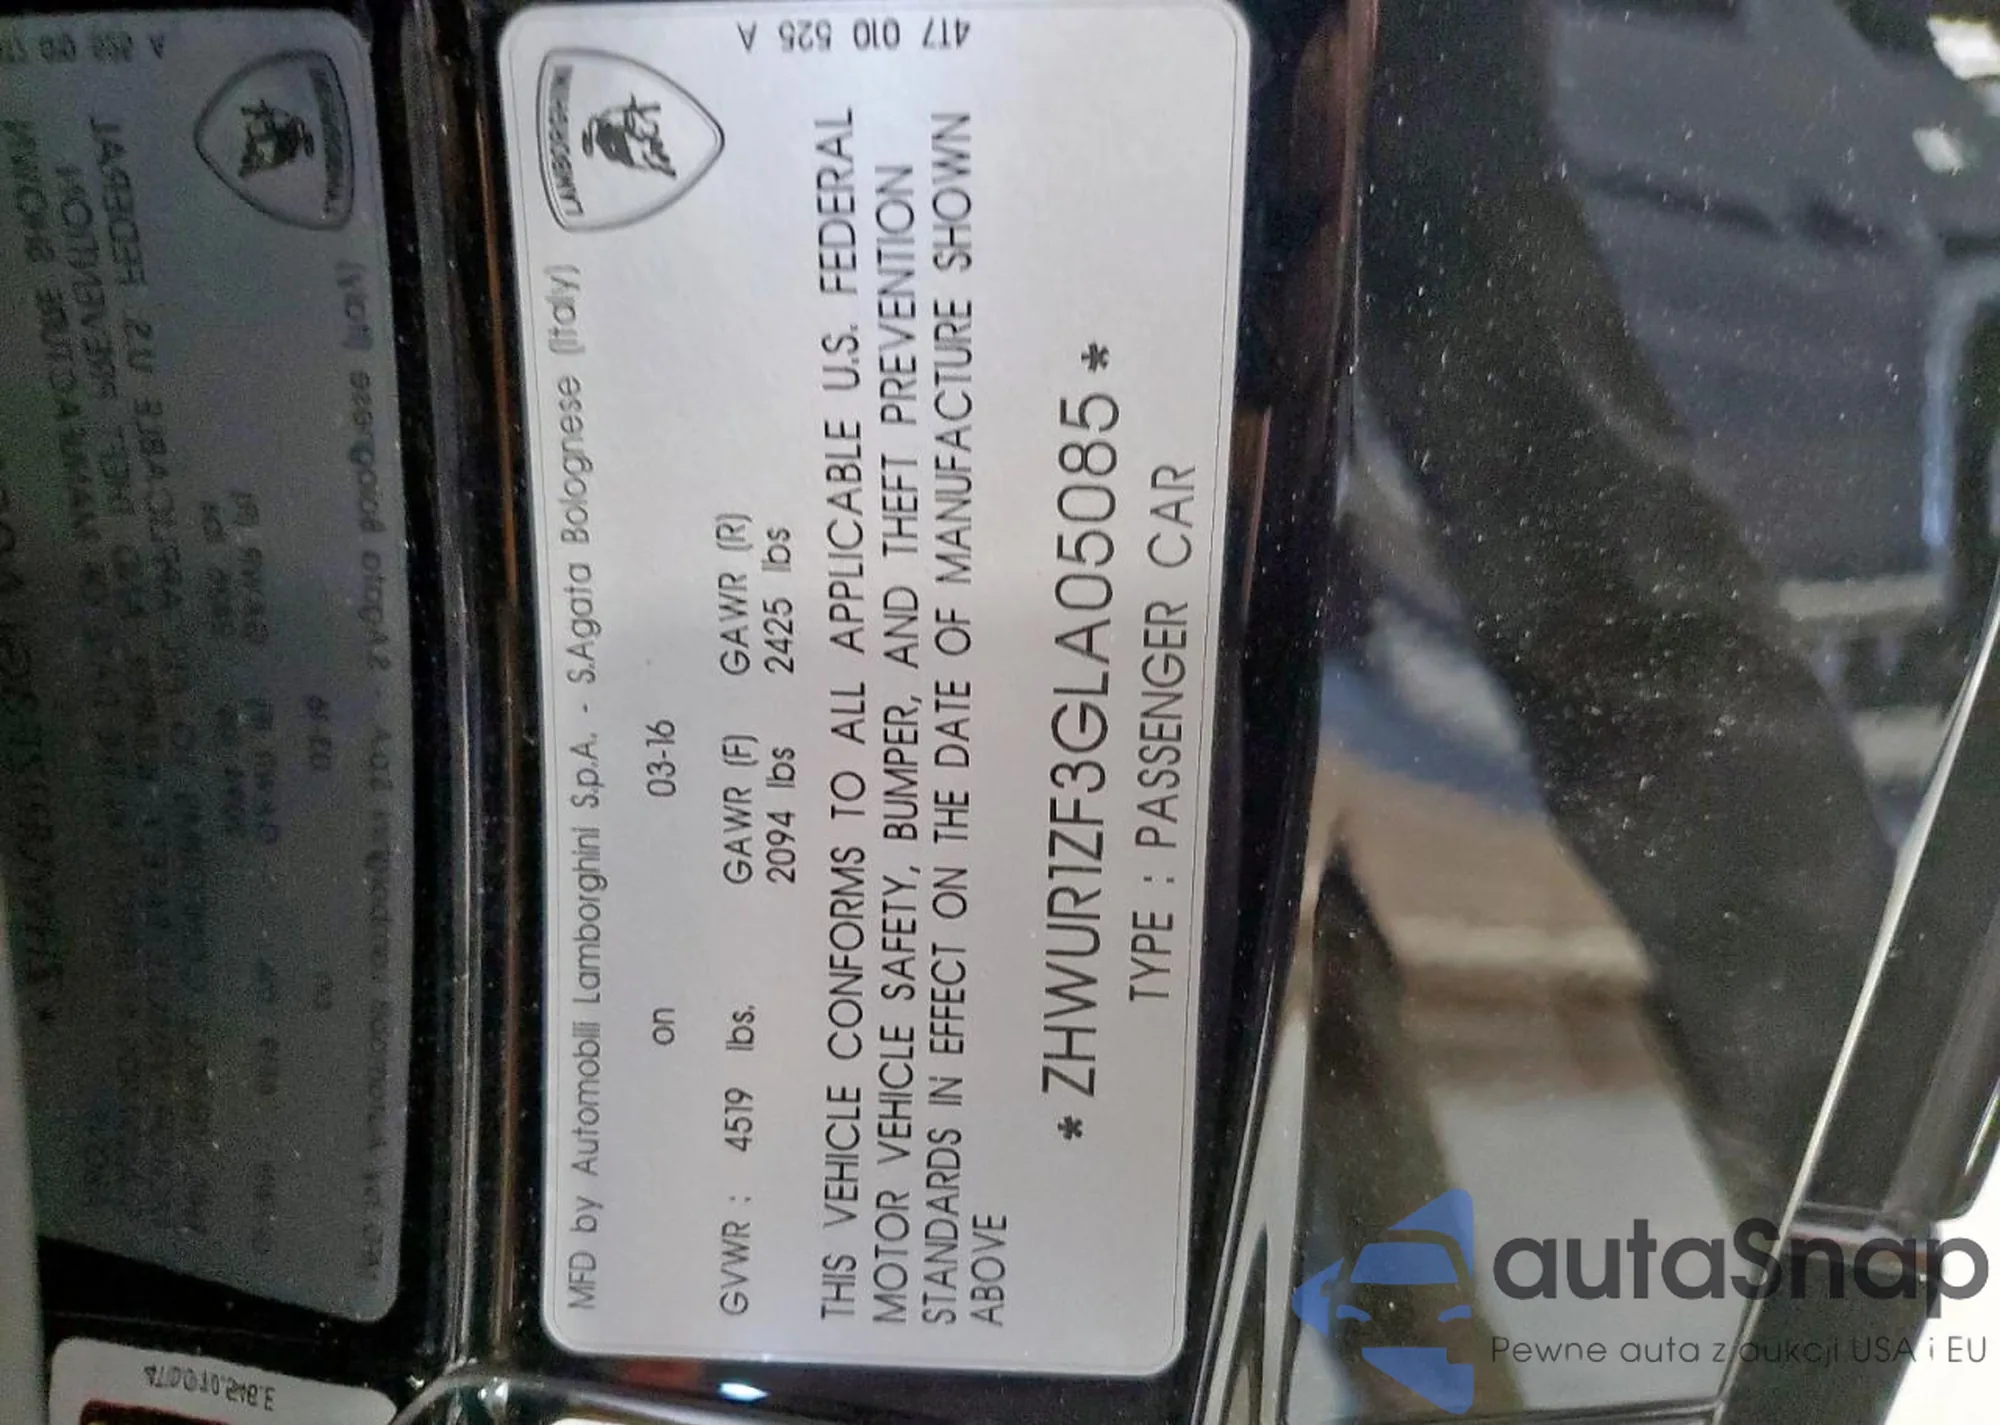 LAMBORGHINI
4T7 010 525 A
MFD by Automobili Lamborghini S.p.A. - S.Agata Bolognese (Italy)
on 03-16
GVWR : 4519 lbs. GAWR (F) GAWR (R)
2094 lbs 2425 lbs
THIS VEHICLE CONFORMS TO ALL APPLICABLE U.S. FEDERAL
MOTOR VEHICLE SAFETY, BUMPER, AND THEFT PREVENTION
STANDARDS IN EFFECT ON THE DATE OF MANUFACTURE SHOWN
ABOVE
* ZHWUR1ZF3GLA05085 *
TYPE : PASSENGER CAR
autaSnap
Pewne auta z aukcji USA i EU